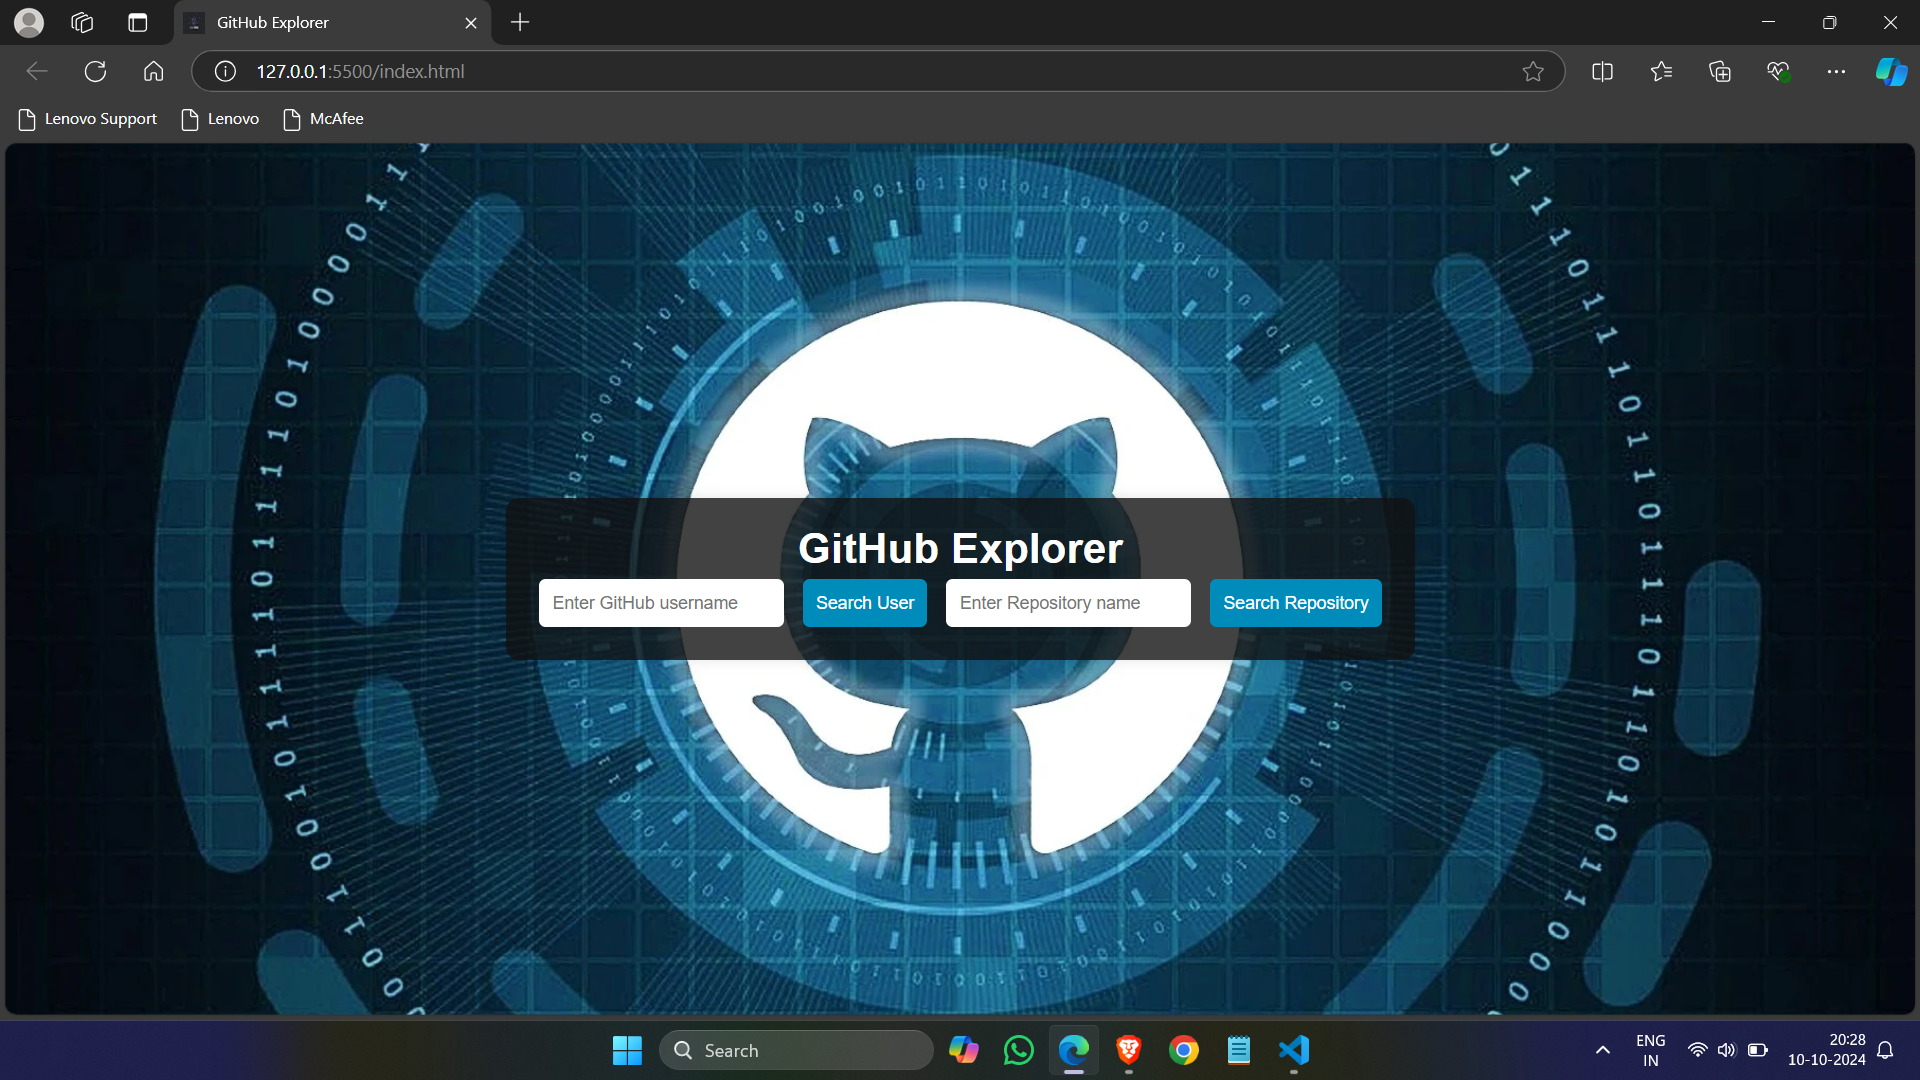 GitHub Explorer
127.0.0.1:5500/index.html
Lenovo Support
Lenovo
McAfee
GitHub Explorer
Enter GitHub username
Search User
Enter Repository name
Search Repository
Search
ENG
IN
20:28
10-10-2024